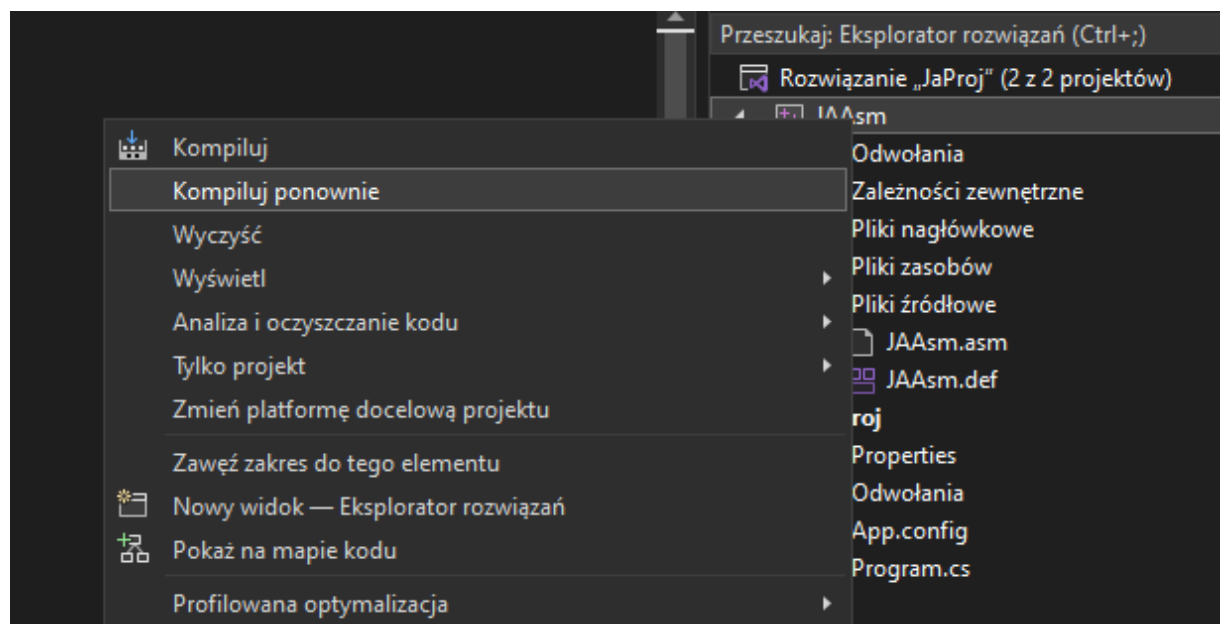 Przeszukaj: Eksplorator rozwiązań (Ctrl+;)
Rozwiązanie „JaProj” (2 z 2 projektów)
JAAsm
Odwołania
Zależności zewnętrzne
Pliki nagłówkowe
Pliki zasobów
Pliki źródłowe
JAAsm.asm
JAAsm.def
roj
Properties
Odwołania
App.config
Program.cs
Kompiluj
Kompiluj ponownie
Wyczyść
Wyświetl
Analiza i oczyszczanie kodu
Tylko projekt
Zmień platformę docelową projektu
Zawęź zakres do tego elementu
Nowy widok — Eksplorator rozwiązań
Pokaż na mapie kodu
Profilowana optymalizacja